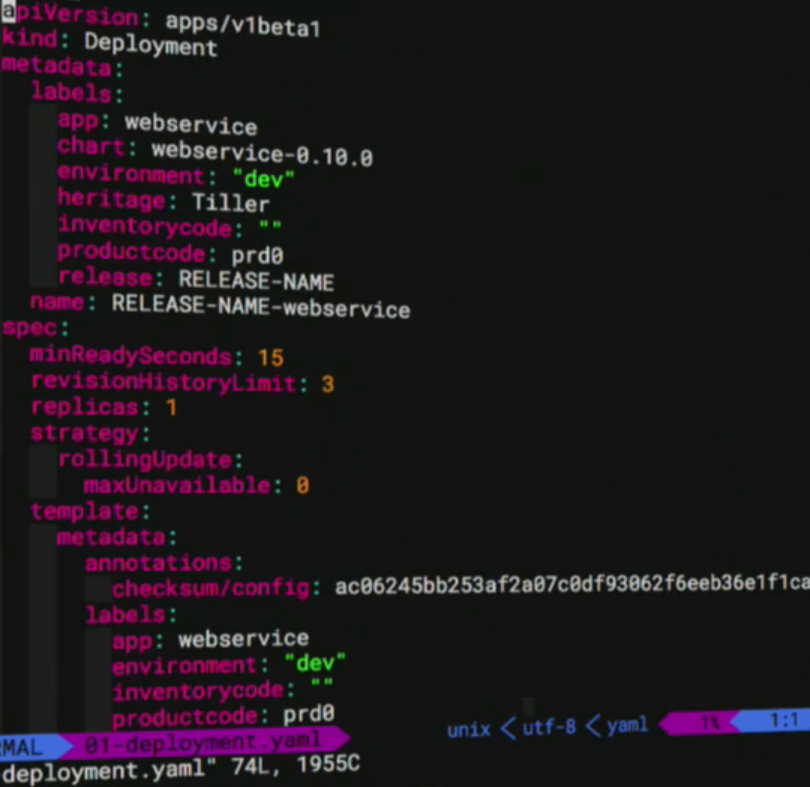 apiVersion: apps/v1beta1
kind: Deployment
metadata:
  labels:
    app: webservice
    chart: webservice-0.10.0
    environment: "dev"
    heritage: Tiller
    inventorycode: ""
    productcode: prd0
    release: RELEASE-NAME
  name: RELEASE-NAME-webservice
spec:
  minReadySeconds: 15
  revisionHistoryLimit: 3
  replicas: 1
  strategy:
    rollingUpdate:
      maxUnavailable: 0
  template:
    metadata:
      annotations:
        checksum/config: ac06245bb253af2a07c0df93062f6eeb36e1f1ca
      labels:
        app: webservice
        environment: "dev"
        inventorycode: ""
        productcode: prd0
RMAL 01-deployment.yaml unix < utf-8 < yaml 1% 1:1
-deployment.yaml" 74L, 1955C